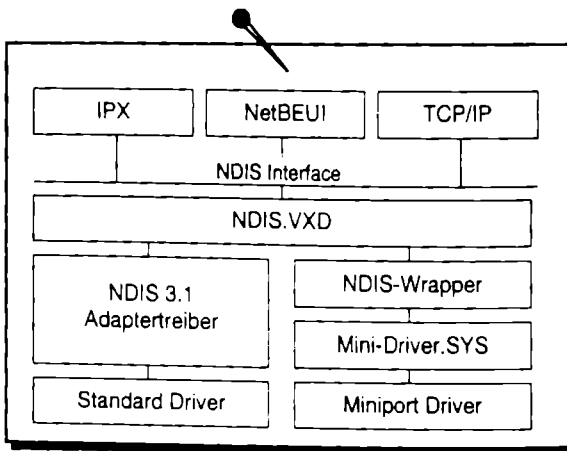 IPX NetBEUI TCP/IP
NDIS Interface
NDIS.VXD
NDIS 3.1
Adaptertreiber
NDIS-Wrapper
Mini-Driver.SYS
Standard Driver
Miniport Driver